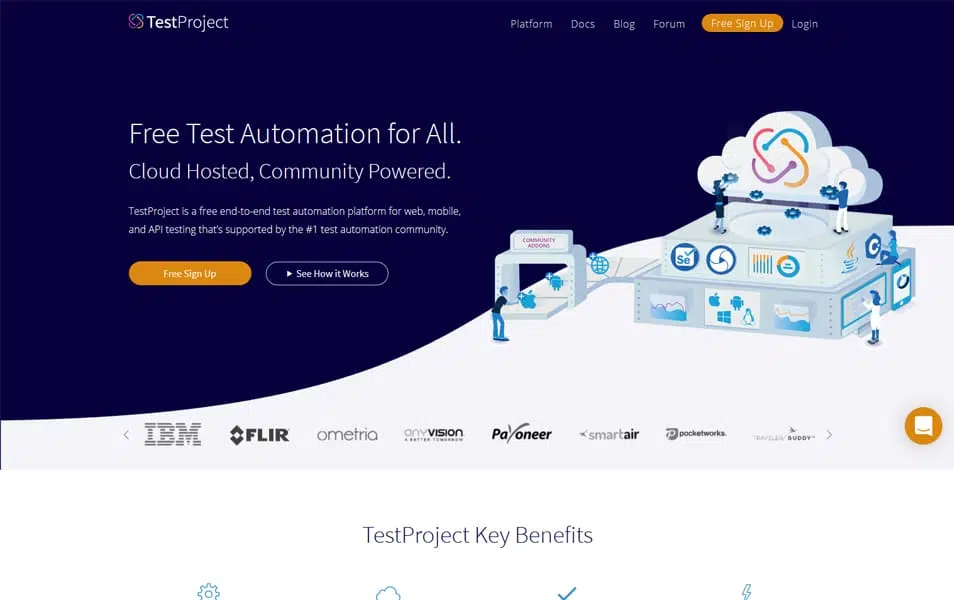 TestProject
Platform Docs Blog Forum Free Sign Up Login
Free Test Automation for All.
Cloud Hosted, Community Powered.
TestProject is a free end-to-end test automation platform for web, mobile,
and API testing that's supported by the #1 test automation community.
Free Sign Up See How it Works
COMMUNITY
ADDONS
Se
IBM FLIR ometria anyvision Payoneer smartair pocketworks. TRAVELERBUDDY
A BETTER TOMORROW
TestProject Key Benefits